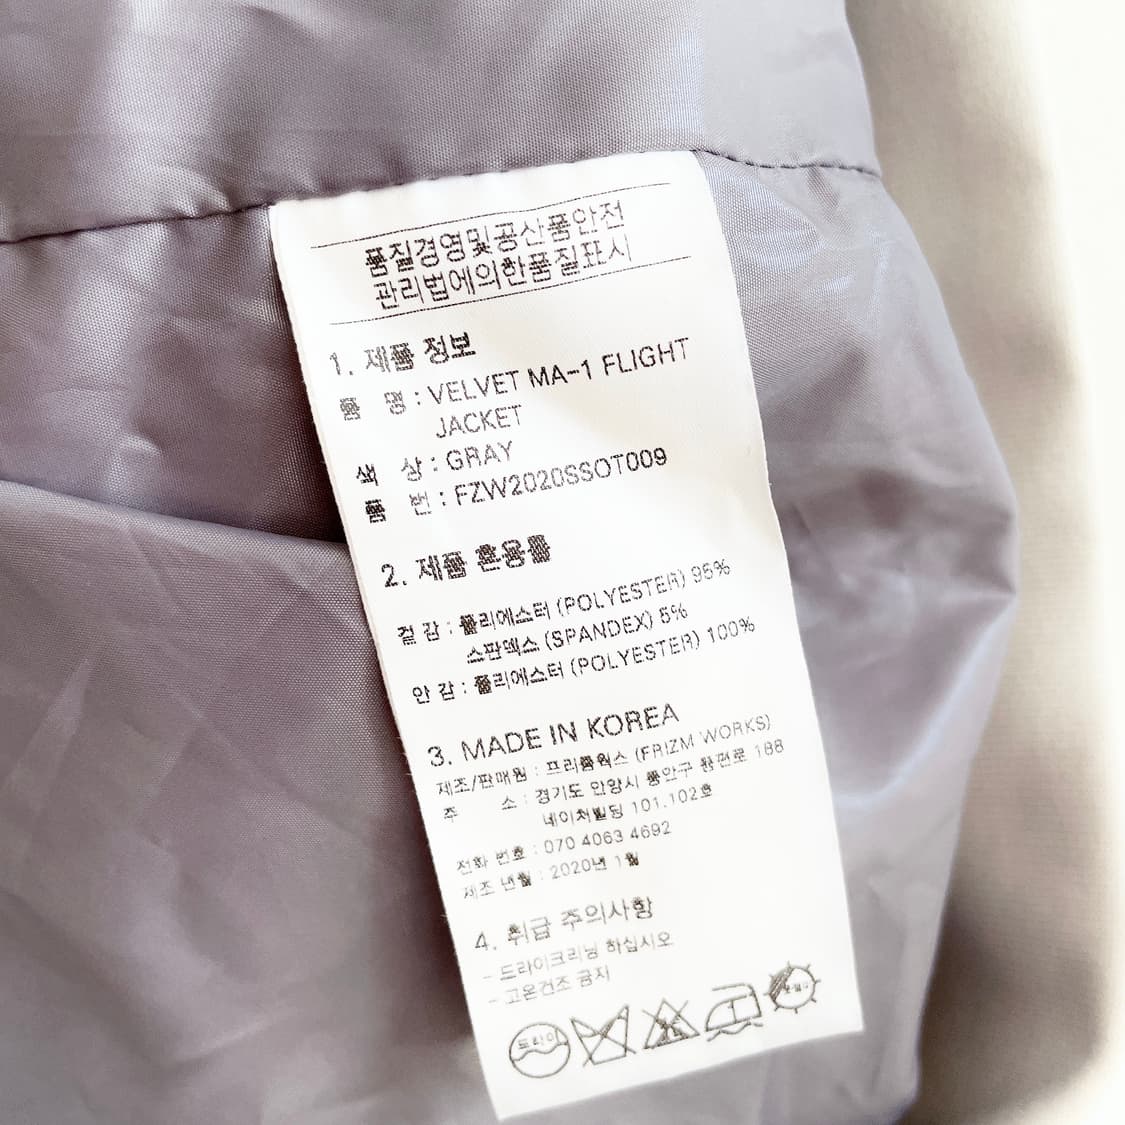 품질경영및공산품안전
관리법에의한품질표시
1. 제품 정보
품 명 : VELVET MA-1 FLIGHT
JACKET
색 상 : GRAY
품 번 : FZW2020SSOT009
2. 제품 혼용률
겉 감 : 폴리에스터 (POLYESTER) 95%
스판덱스 (SPANDEX) 5%
안 감 : 폴리에스터 (POLYESTER) 100%
3. MADE IN KOREA
제조/판매원 : 프리즘웍스 (FRIZM WORKS)
주 소 : 경기도 안양시 동안구 흥안대로 188
네이처빌딩 101.102호
전화 번호 : 070 4063 4692
제조 년월 : 2020년 1월
4. 취급 주의사항
- 드라이크리닝 하십시오
- 고온건조 금지
드라이